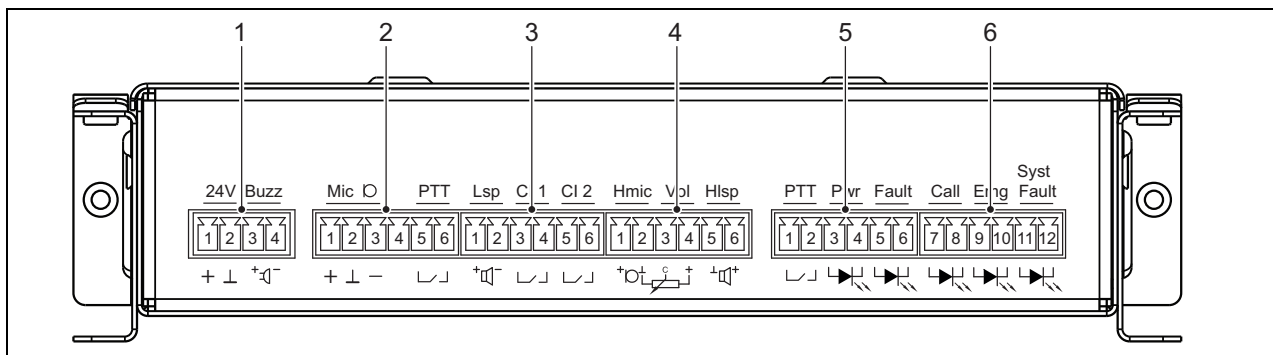 1 2 3 4 5 6
24V Buzz Mic PTT Lsp CI 1 CI 2 Hmic Vol Hlsp PTT Pwr Fault Call Emg Syst Fault
1 2 3 4 1 2 3 4 5 6 1 2 3 4 5 6 1 2 3 4 5 6 1 2 3 4 5 6 7 8 9 10 11 12
+ ⊥ + - + ⊥ − + - + ⊥ c + ⊥ +